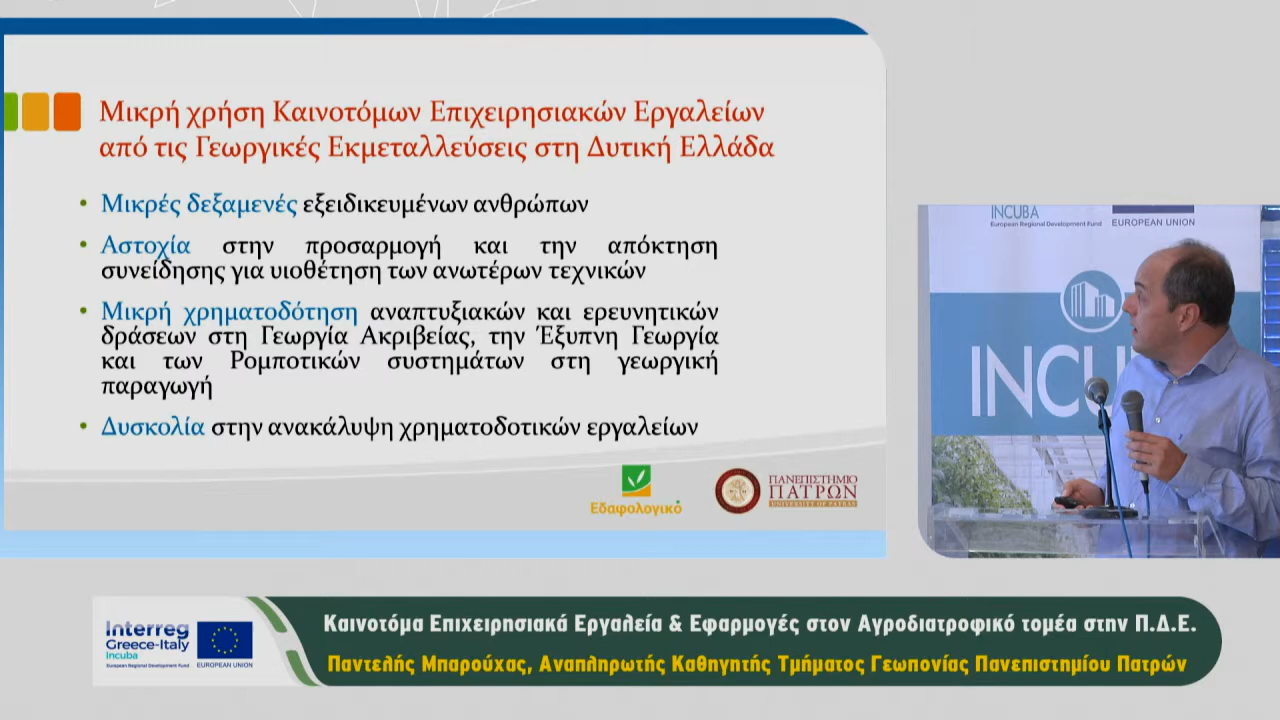 Μικρή χρήση Καινοτόμων Επιχειρησιακών Εργαλείων
από τις Γεωργικές Εκμεταλλεύσεις στη Δυτική Ελλάδα
• Μικρές δεξαμενές εξειδικευμένων ανθρώπων
• Αστοχία στην προσαρμογή και την απόκτηση
συνείδησης για υιοθέτηση των ανωτέρων τεχνικών
• Μικρή χρηματοδότηση αναπτυξιακών και ερευνητικών
δράσεων στη Γεωργία Ακριβείας, την Έξυπνη Γεωργία
και των Ρομποτικών συστημάτων στη γεωργική
παραγωγή
• Δυσκολία στην ανακάλυψη χρηματοδοτικών εργαλείων
Εδαφολογικό
ΠΑΝΕΠΙΣΤΗΜΙΟ
ΠΑΤΡΩΝ
UNIVERSITY OF PATRAS
INCUBA
European Regional Development Fund
EUROPEAN UNION
INCU
Interreg
Greece-Italy
Incuba
European Regional Development Fund
EUROPEAN UNION
Καινοτόμα Επιχειρησιακά Εργαλεία & Εφαρμογές στον Αγροδιατροφικό τομέα στην Π.Δ.Ε.
Παντελής Μπαρούχας, Αναπληρωτής Καθηγητής Τμήματος Γεωπονίας Πανεπιστημίου Πατρών